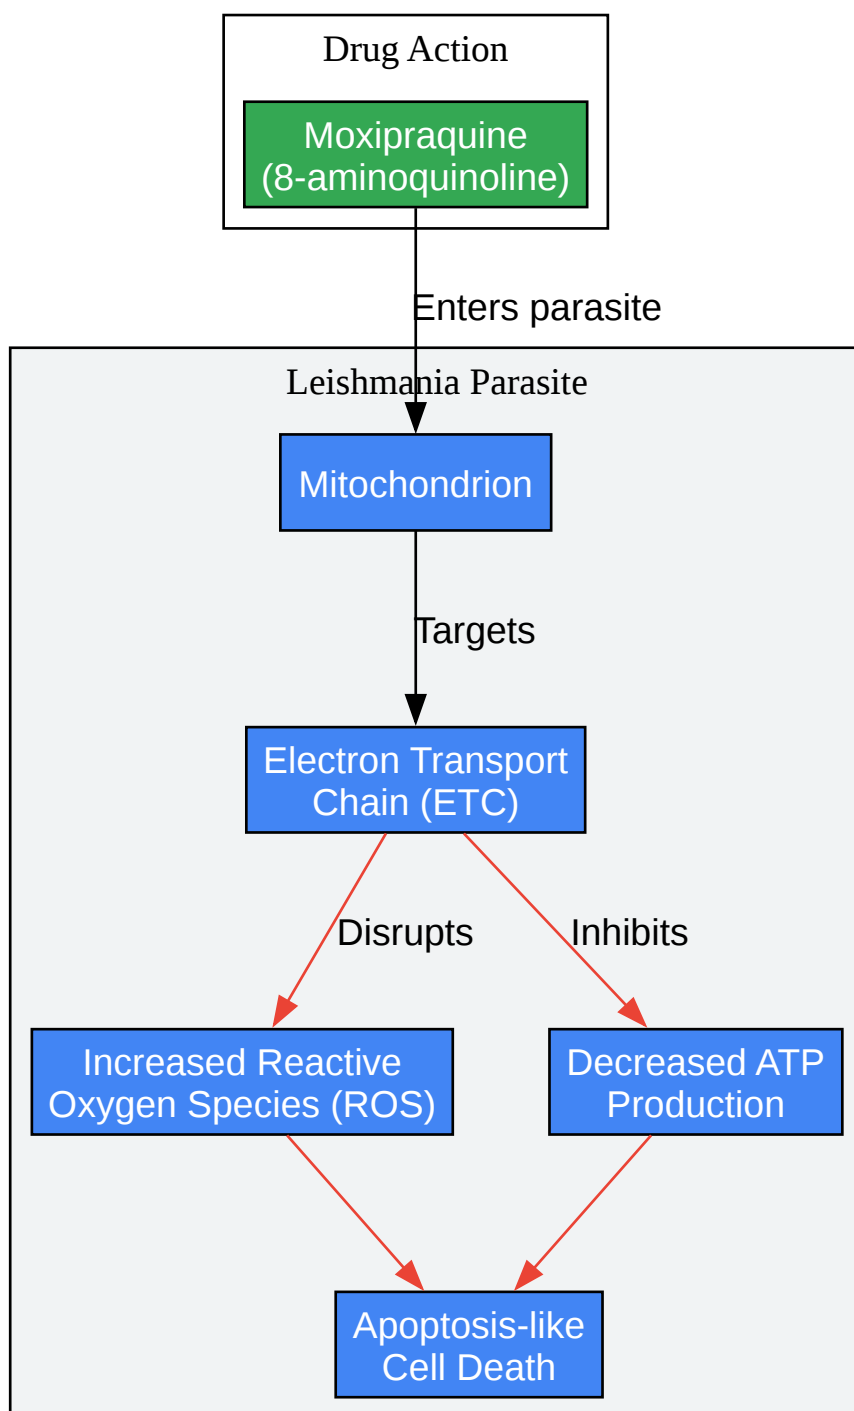 Drug Action
Moxipraquine
(8-aminoquinoline)
Enters parasite
Leishmania Parasite
Mitochondrion
Targets
Electron Transport
Chain (ETC)
Disrupts
Inhibits
Increased Reactive
Oxygen Species (ROS)
Decreased ATP
Production
Apoptosis-like
Cell Death